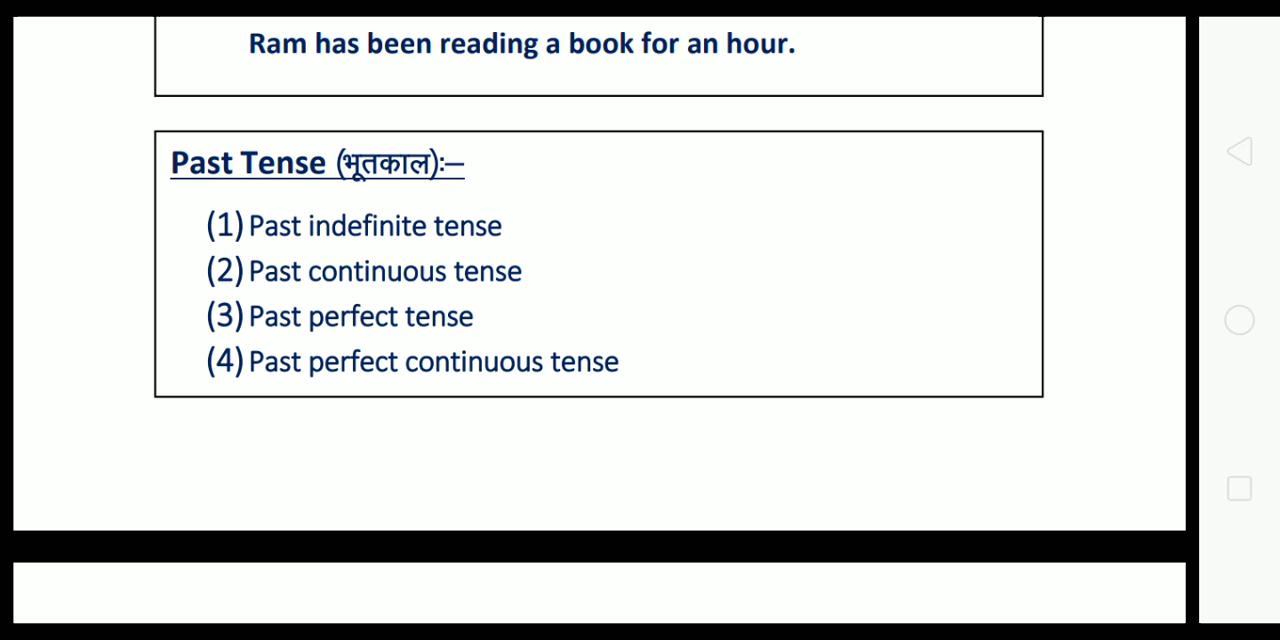 Ram has been reading a book for an hour.
Past Tense (भूतकाल):–
(1) Past indefinite tense
(2) Past continuous tense
(3) Past perfect tense
(4) Past perfect continuous tense